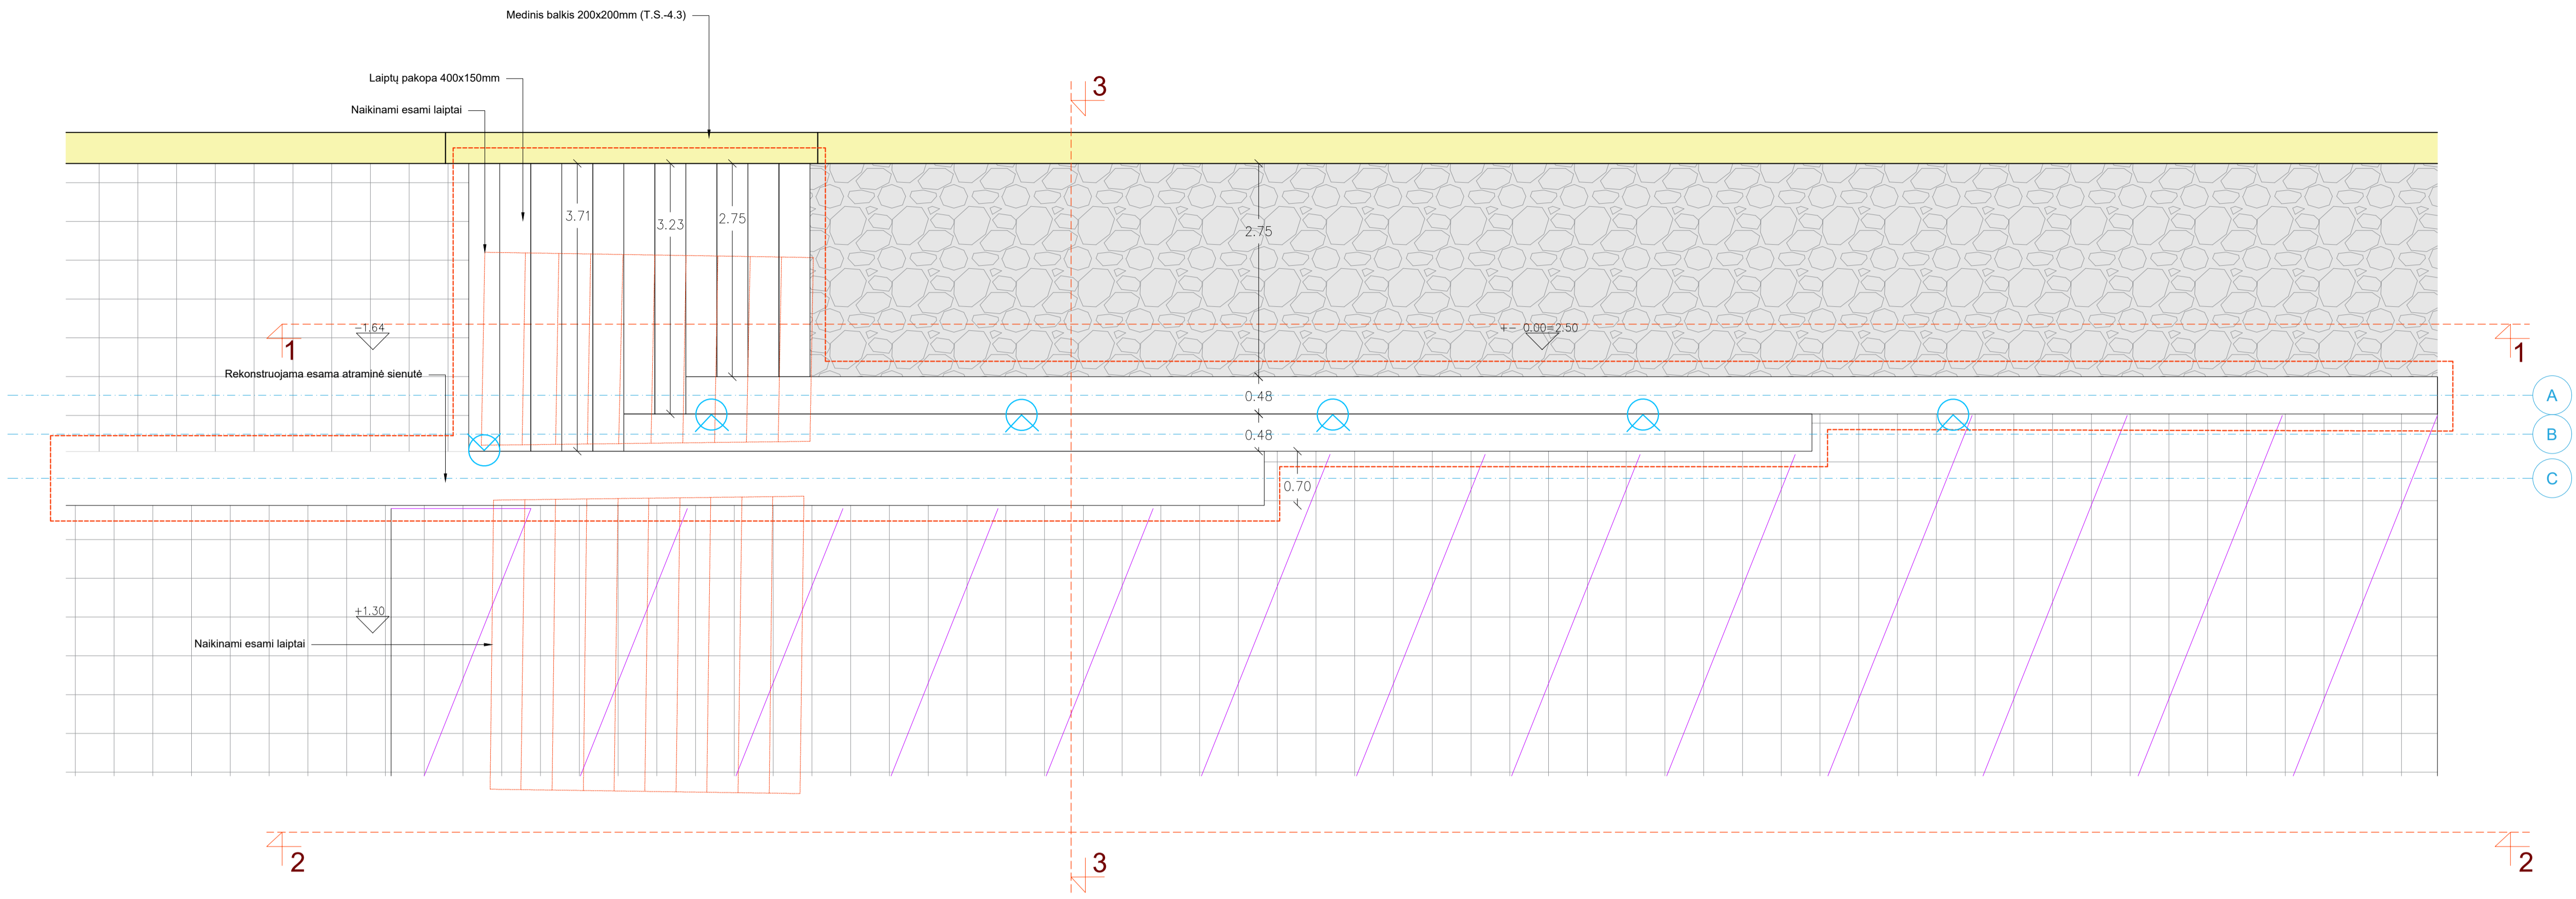 Medinis balkis 200x200mm (T.S.-4.3)
Laiptų pakopa 400x150mm
3
Naikinami esami laiptai
3.71
3.23
2.75
2.75
-1.64
+- 0.00=2.50
1
1
Rekonstruojama esama atraminė sienutė
0.48
A
0.48
B
C
0.70
+1.30
Naikinami esami laiptai
2
3
2